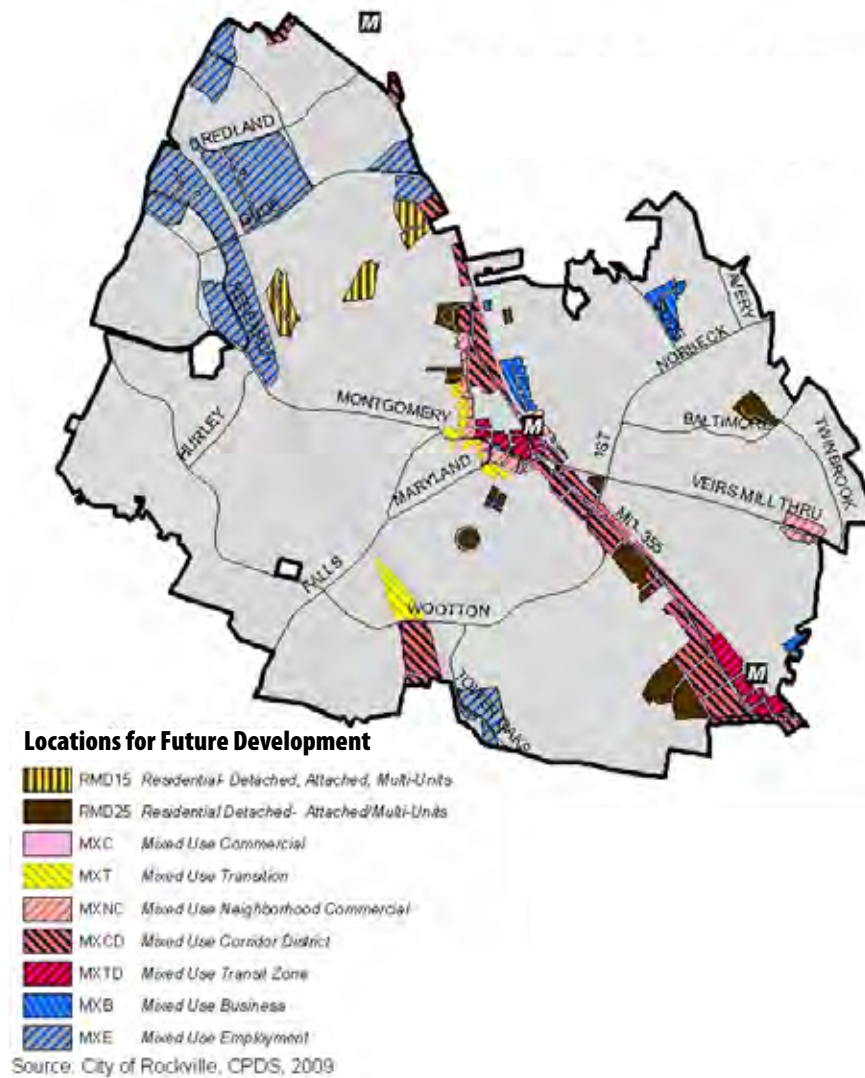 M
REDLAND
GUDE
AVERY
NORBECK
MONTGOMERY
HURLEY
M
1ST
BALTIMORE
TWINBROOK
MARYLAND
VEIRS MILL THRU
MD 355
FALLS
WOOTTON
M
TOWER OAKS
Locations for Future Development
RMD15 Residential- Detached, Attached, Multi-Units
RMD25 Residential Detached- Attached/Multi-Units
MXC Mixed Use Commercial
MXT Mixed Use Transition
MXNC Mixed Use Neighborhood Commercial
MXCD Mixed Use Corridor District
MXTD Mixed Use Transit Zone
MXB Mixed Use Business
MXE Mixed Use Employment
Source: City of Rockville, CPDS, 2009